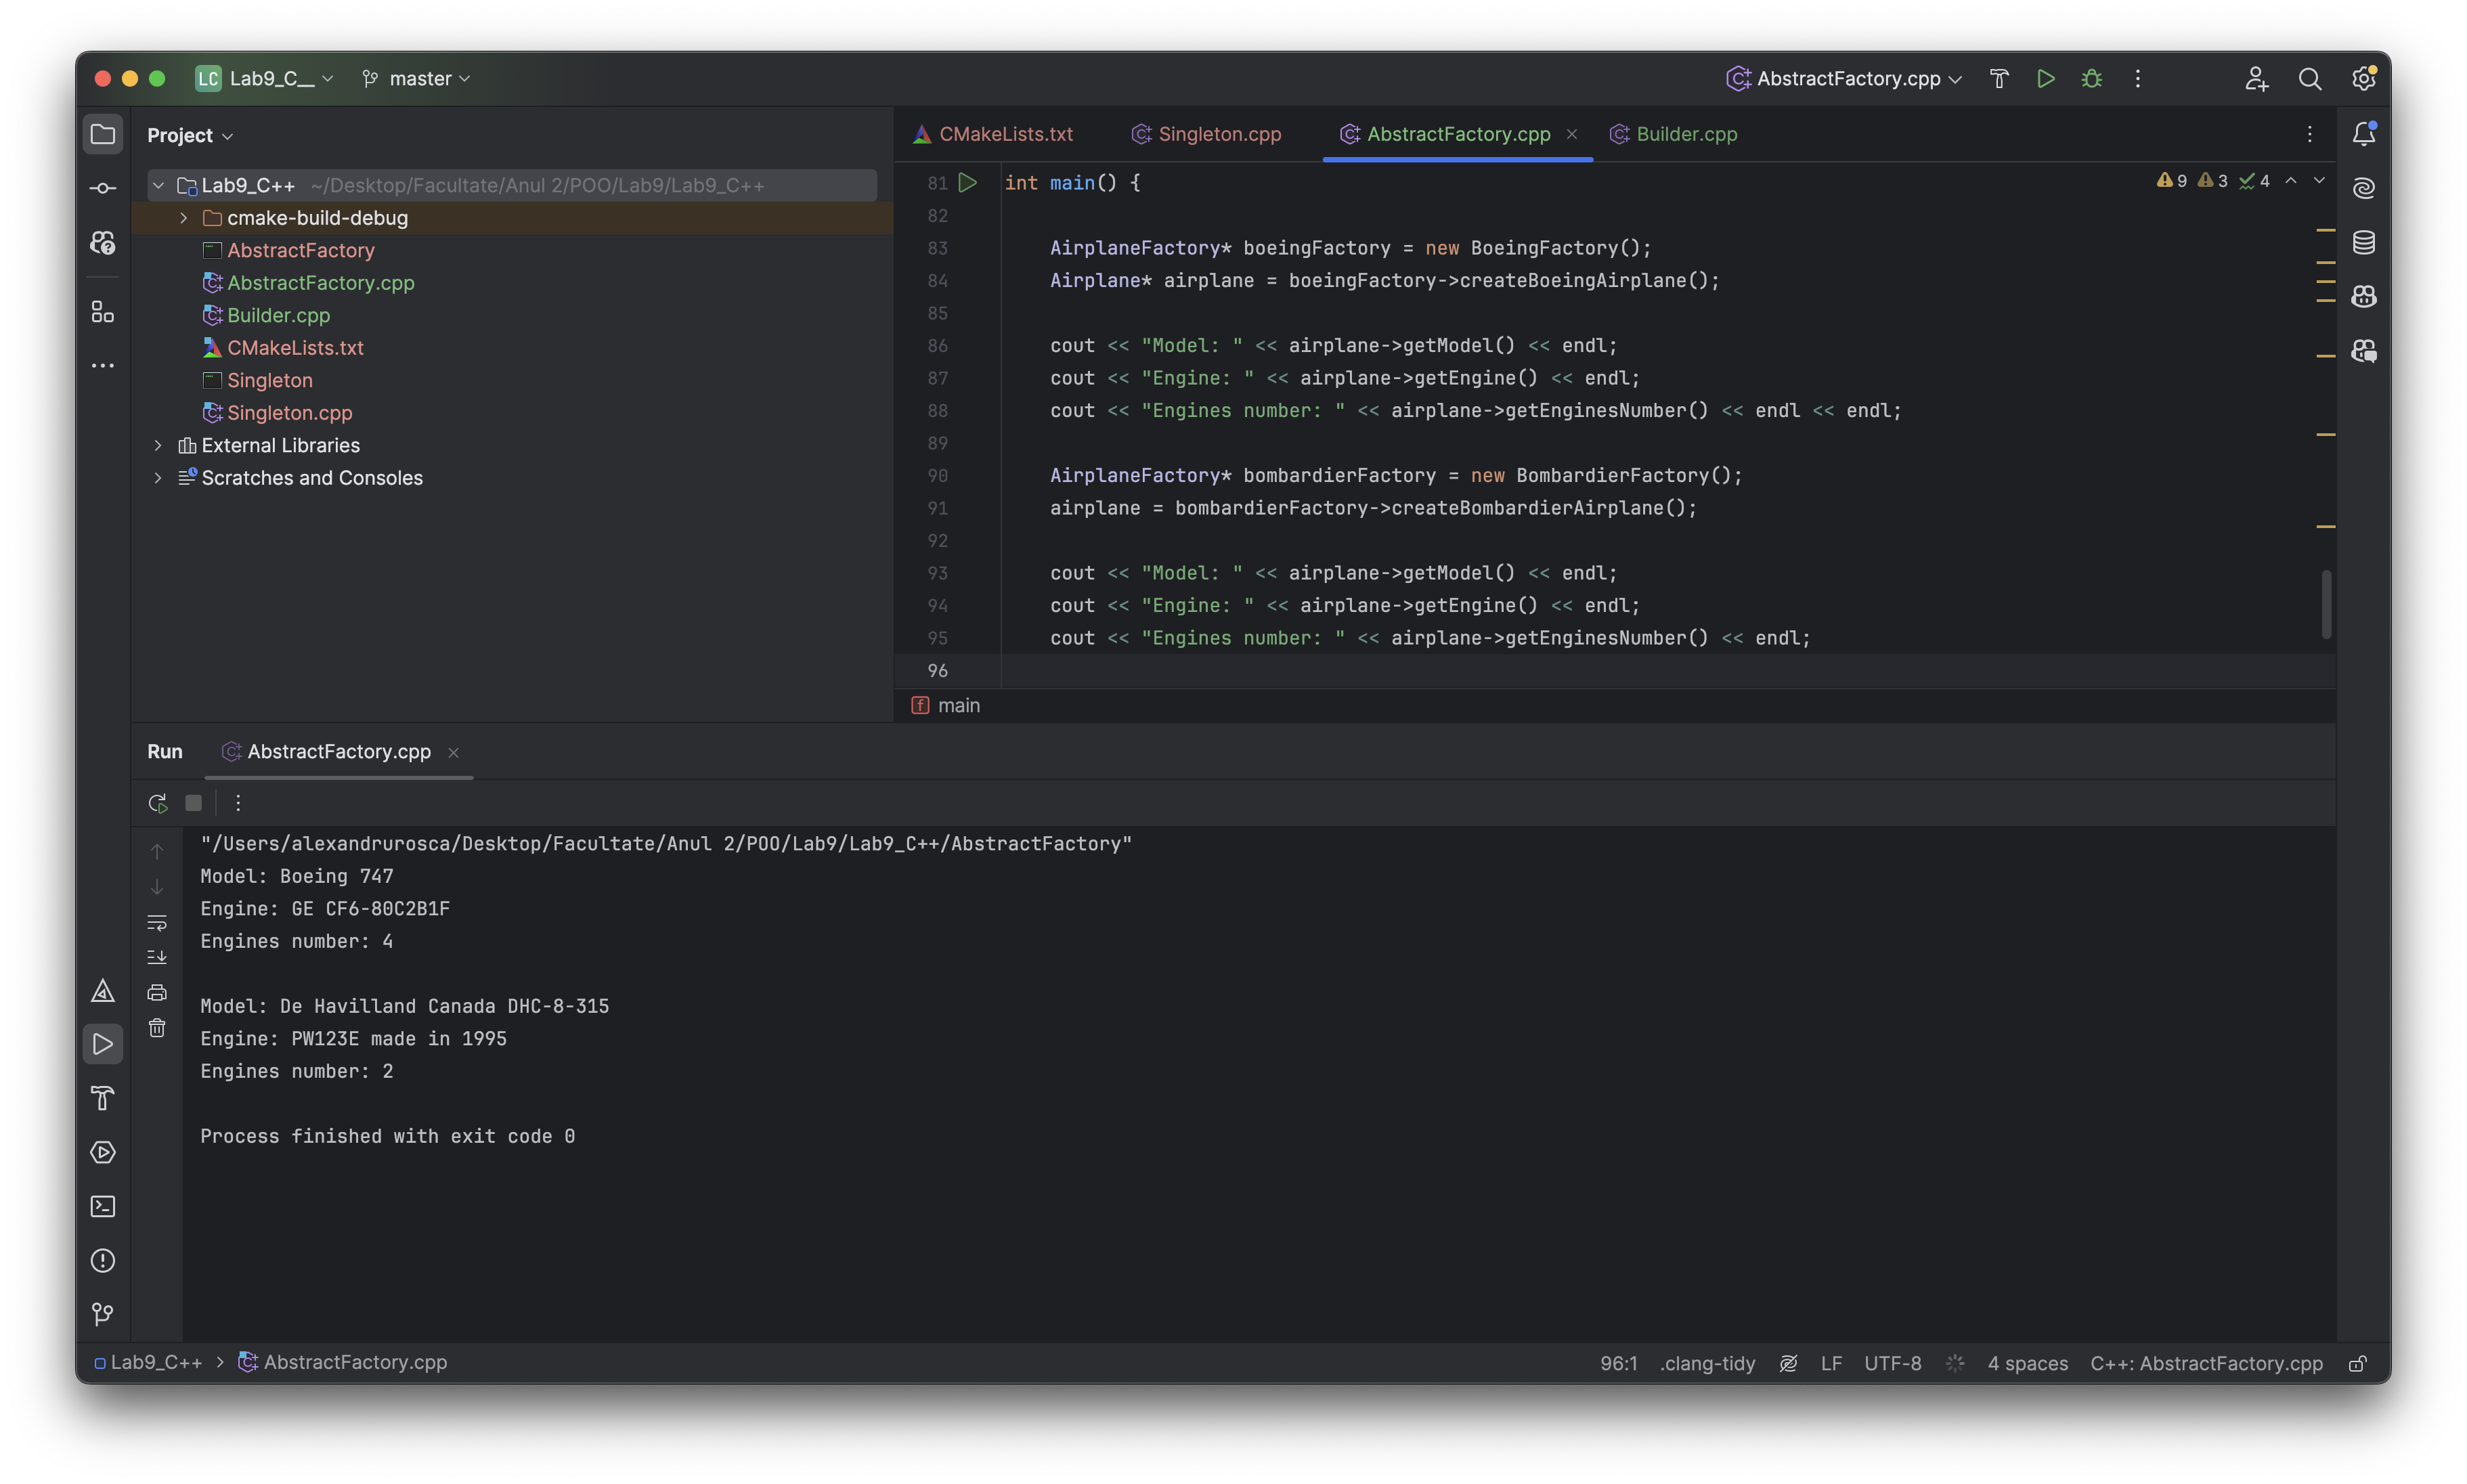 LC Lab9_C__ master AbstractFactory.cpp
Project
CMakeLists.txt Singleton.cpp AbstractFactory.cpp Builder.cpp
Lab9_C++ ~/Desktop/Facultate/Anul 2/POO/Lab9/Lab9_C++
cmake-build-debug
AbstractFactory
AbstractFactory.cpp
Builder.cpp
CMakeLists.txt
Singleton
Singleton.cpp
External Libraries
Scratches and Consoles
9 3 4
81 int main() {
82
83 AirplaneFactory* boeingFactory = new BoeingFactory();
84 Airplane* airplane = boeingFactory->createBoeingAirplane();
85
86 cout << "Model: " << airplane->getModel() << endl;
87 cout << "Engine: " << airplane->getEngine() << endl;
88 cout << "Engines number: " << airplane->getEnginesNumber() << endl << endl;
89
90 AirplaneFactory* bombardierFactory = new BombardierFactory();
91 airplane = bombardierFactory->createBombardierAirplane();
92
93 cout << "Model: " << airplane->getModel() << endl;
94 cout << "Engine: " << airplane->getEngine() << endl;
95 cout << "Engines number: " << airplane->getEnginesNumber() << endl;
96
f main
Run AbstractFactory.cpp
"/Users/alexandrurosca/Desktop/Facultate/Anul 2/POO/Lab9/Lab9_C++/AbstractFactory"
Model: Boeing 747
Engine: GE CF6-80C2B1F
Engines number: 4
Model: De Havilland Canada DHC-8-315
Engine: PW123E made in 1995
Engines number: 2
Process finished with exit code 0
Lab9_C++ > AbstractFactory.cpp 96:1 .clang-tidy LF UTF-8 4 spaces C++: AbstractFactory.cpp